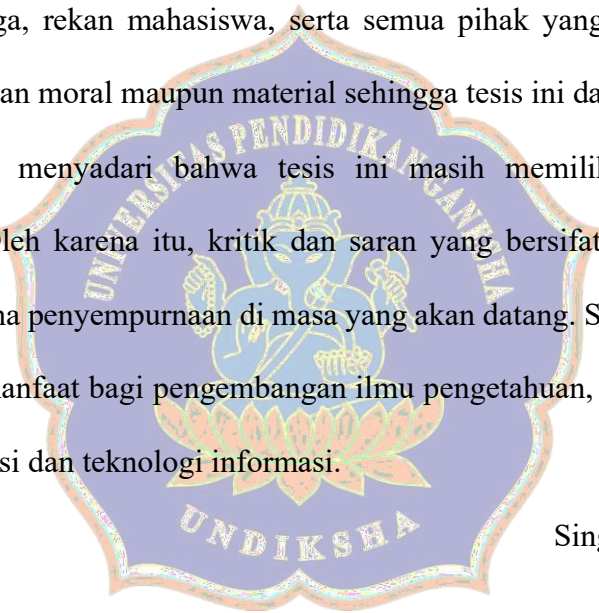 ga, rekan mahasiswa, serta semua pihak yang
an moral maupun material sehingga tesis ini da
menyadari bahwa tesis ini masih memilik
leh karena itu, kritik dan saran yang bersifat
na penyempurnaan di masa yang akan datang. S
anfaat bagi pengembangan ilmu pengetahuan,
si dan teknologi informasi.
Sing
UNIVERSITAS PENDIDIKAN GANESHA
UNDIKSHA